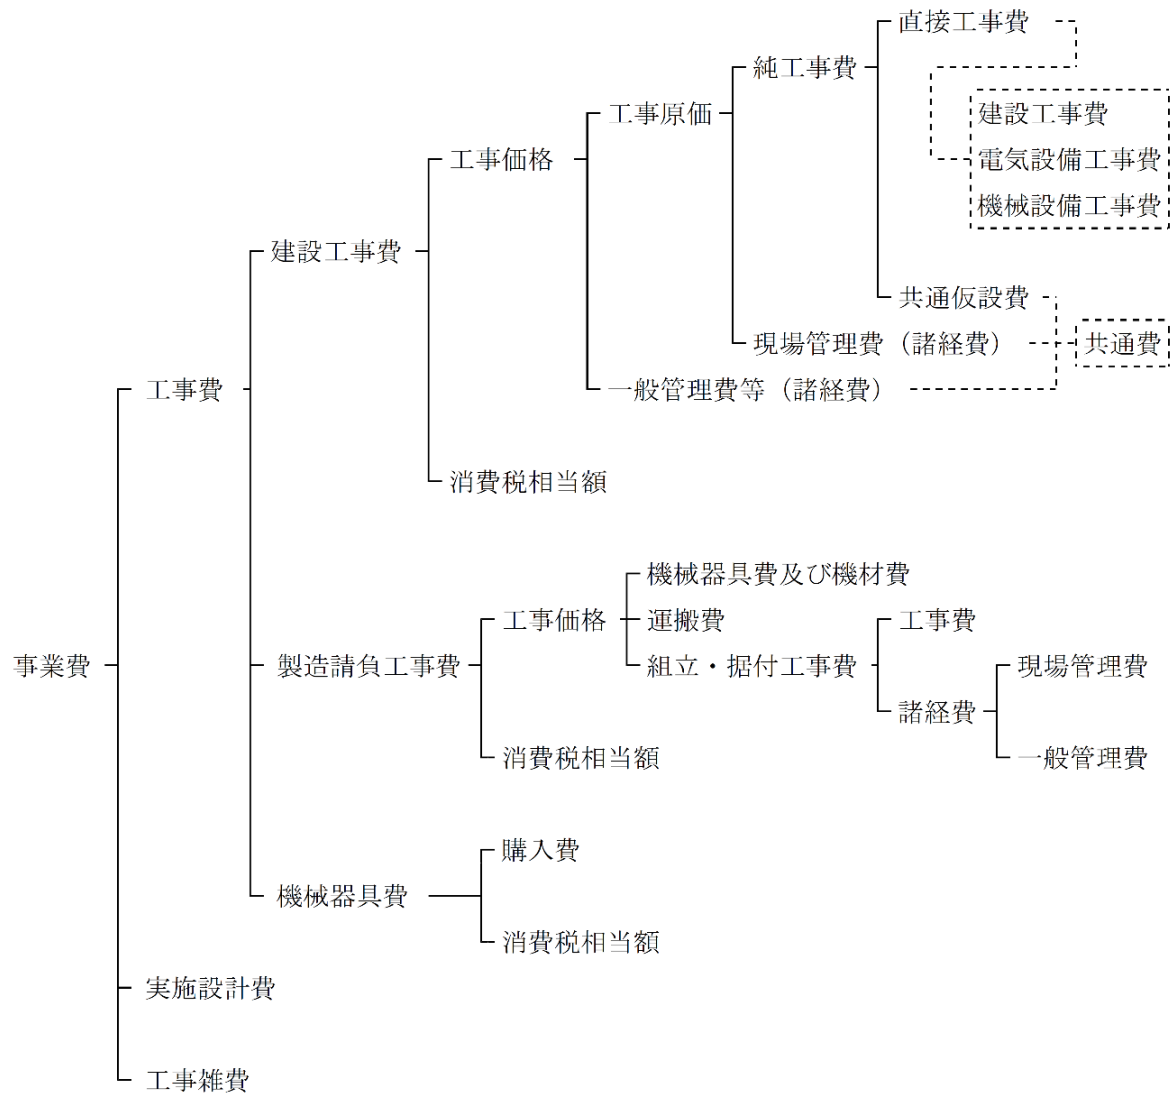 直接工事費
純工事費
工事原価
建設工事費
工事価格
電気設備工事費
機械設備工事費
建設工事費
共通仮設費
現場管理費（諸経費）
共通費
工事費
一般管理費等（諸経費）
消費税相当額
機械器具費及び機材費
工事価格
運搬費
工事費
事業費
製造請負工事費
組立・据付工事費
現場管理費
諸経費
消費税相当額
一般管理費
購入費
機械器具費
消費税相当額
実施設計費
工事雑費